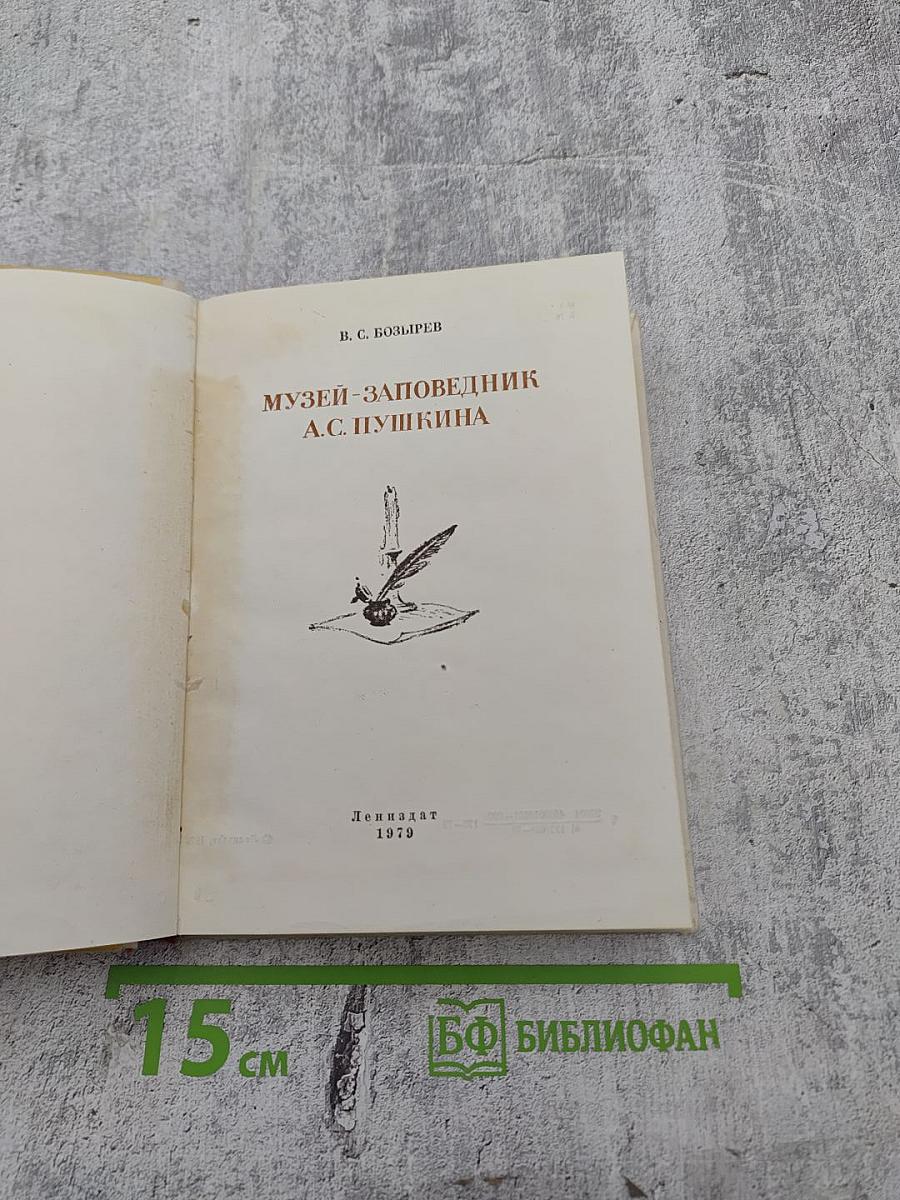 В. С. БОЗЫРЕВ
МУЗЕЙ-ЗАПОВЕДНИК
А.С. ПУШКИНА
Лениздат
1979
15 см
БФ БИБЛИОФАН